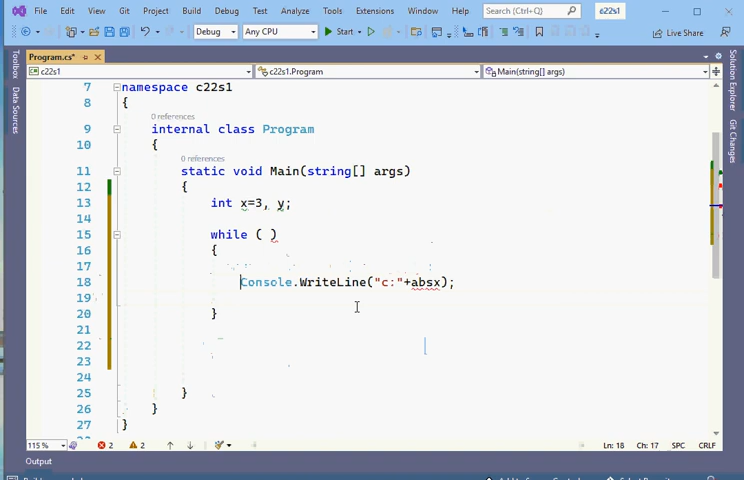 File Edit View Git Project Build Debug Test Analyze Tools
Extensions Window Help Search (Ctrl+Q) c22s1
Debug Any CPU Start Live Share
Program.cs*
c22s1 c22s1.Program Main(string[] args)
Toolbox
Data Sources
Solution Explorer
Git Changes
7 namespace c22s1
8 {
0 references
9 internal class Program
10 {
0 references
11 static void Main(string[] args)
12 {
13 int x=3, y;
14
15 while ( )
16 {
17
18 Console.WriteLine("c:"+absx);
19
20 }
21
22
23
24
25 }
26 }
27 }
115 % 2 2 Ln: 18 Ch: 17 SPC CRLF
Output